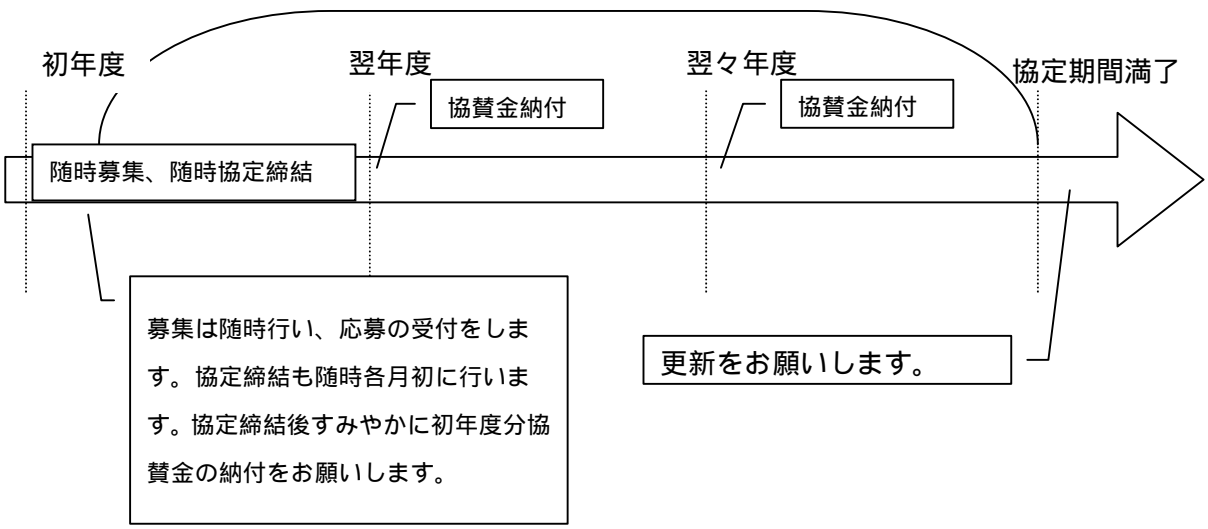 初年度
翌年度
翌々年度
協定期間満了
協賛金納付
協賛金納付
随時募集、随時協定締結
募集は随時行い、応募の受付をしま
す。協定締結も随時各月初に行いま
す。協定締結後すみやかに初年度分協
賛金の納付をお願いします。
更新をお願いします。